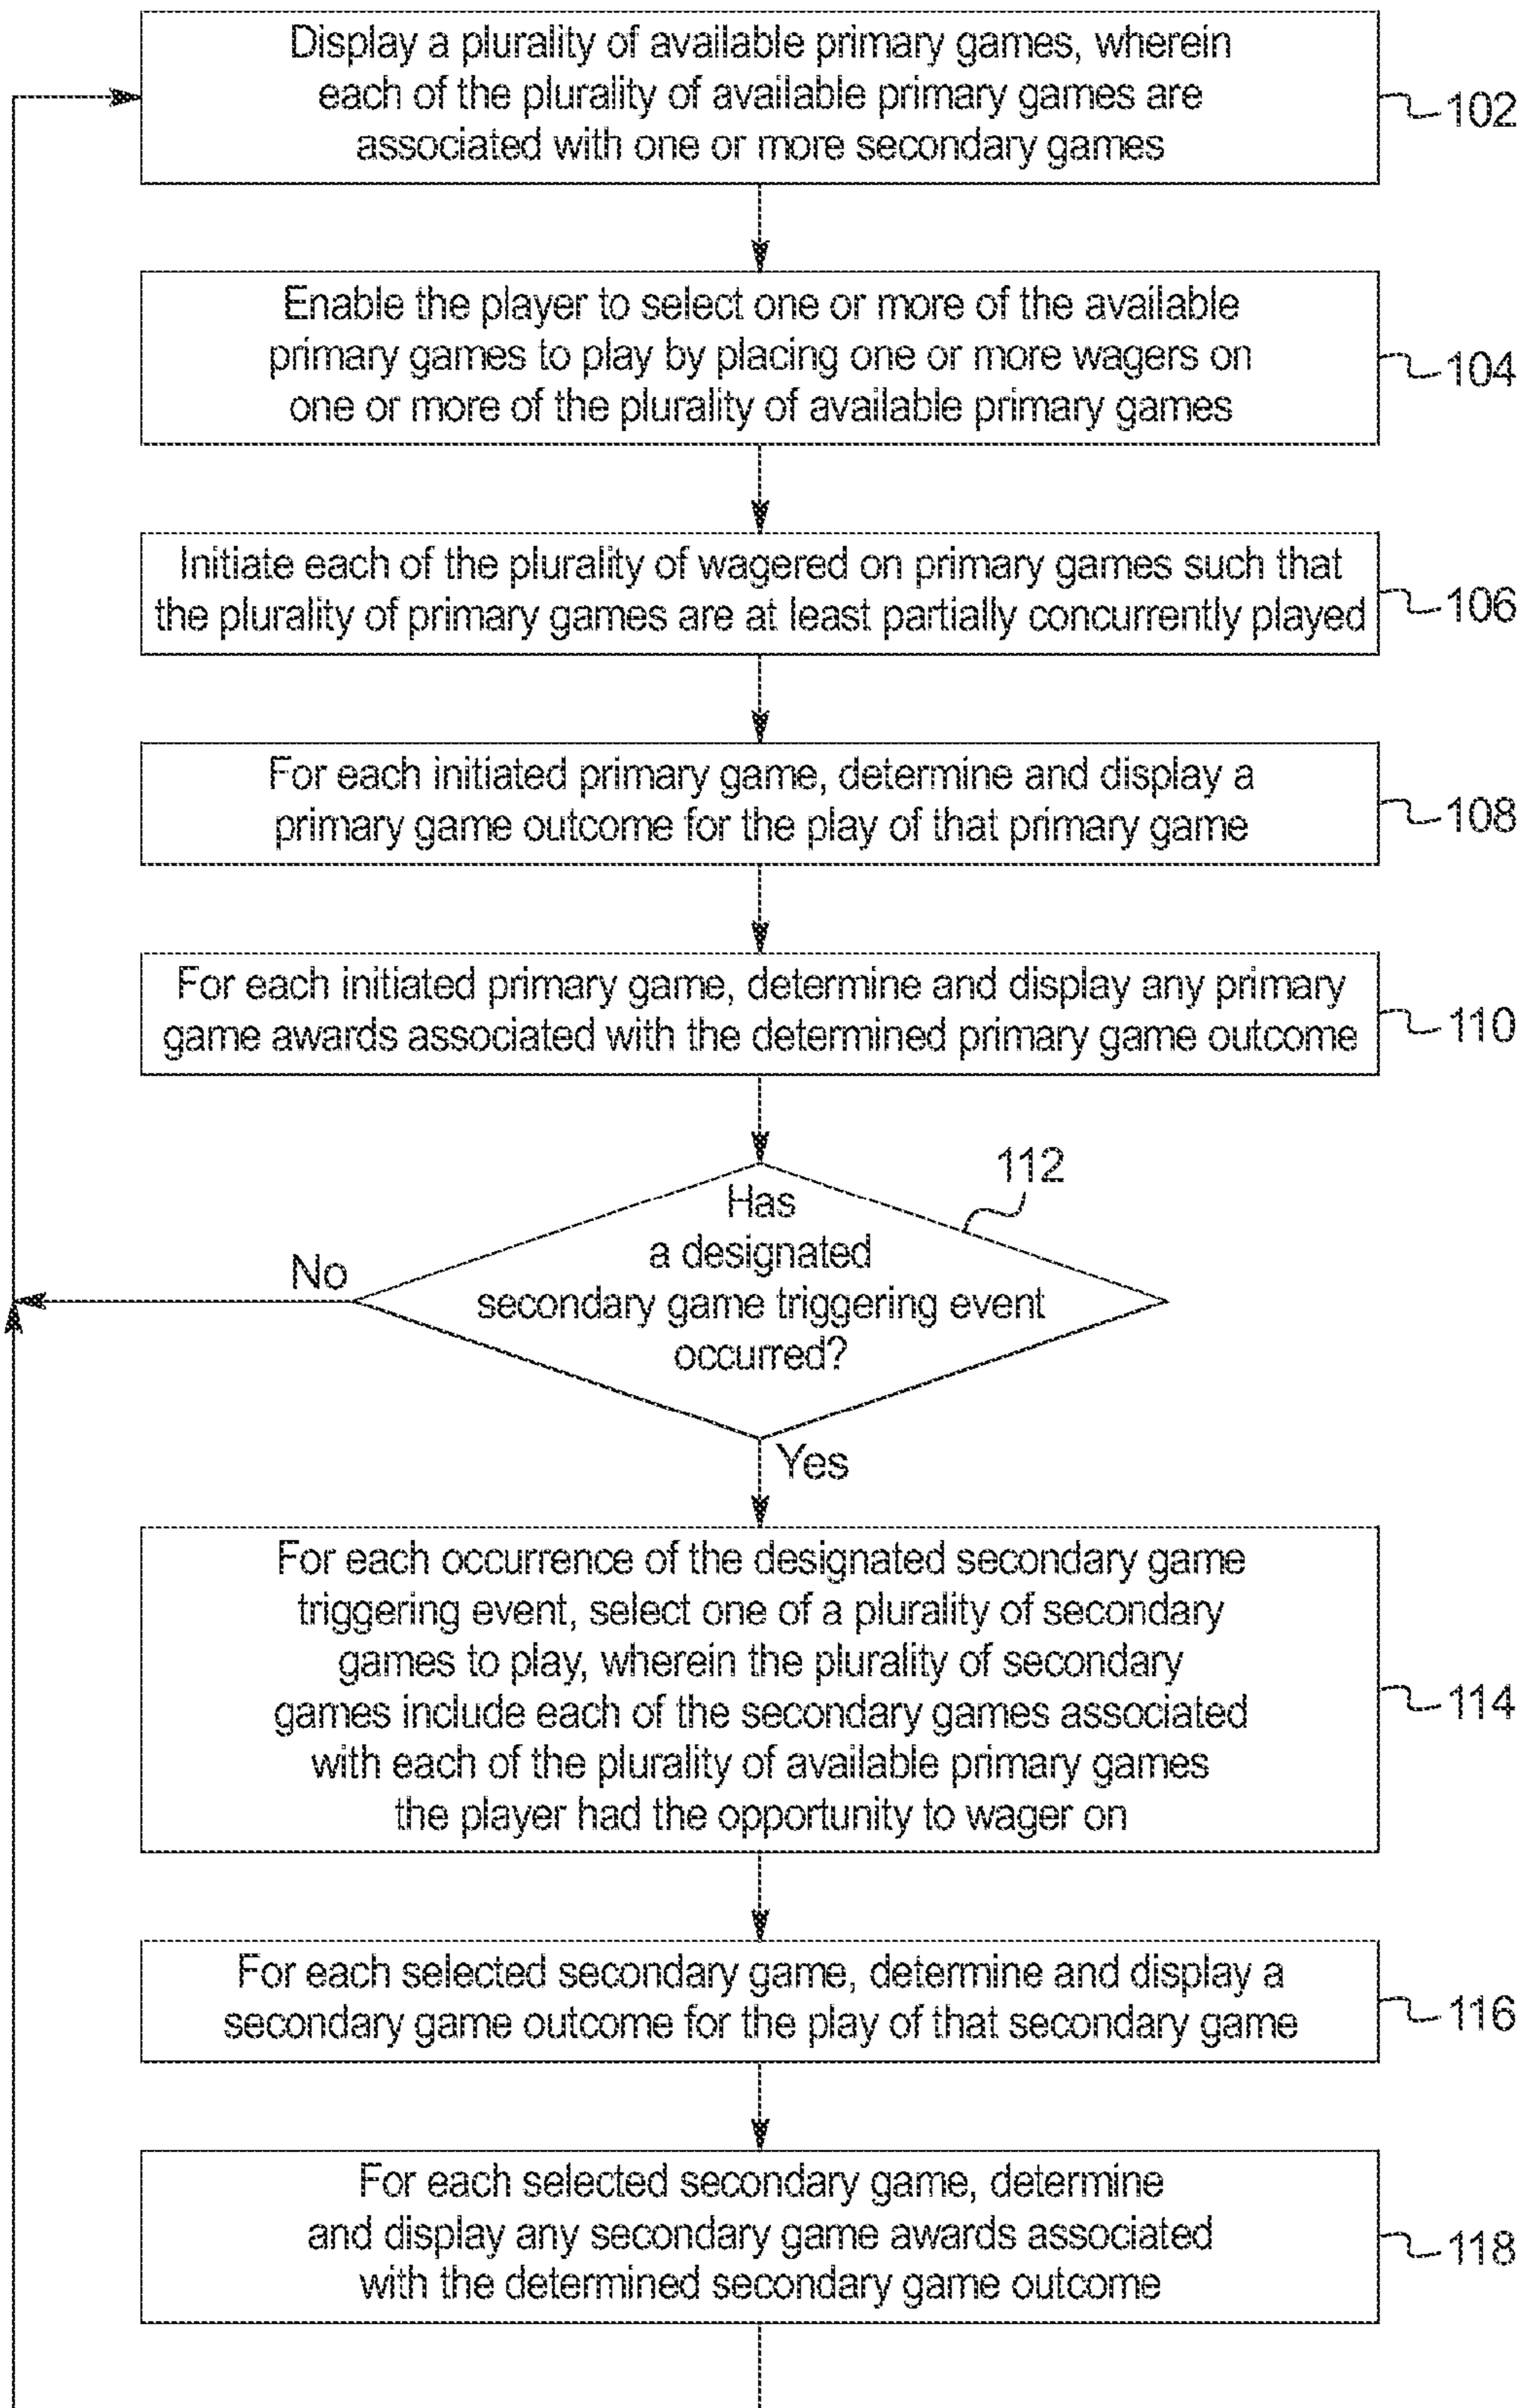 Display a plurality of available primary games, wherein
each of the plurality of available primary games are
associated with one or more secondary games
102
Enable the player to select one or more of the available
primary games to play by placing one or more wagers on
one or more of the plurality of available primary games
104
Initiate each of the plurality of wagered on primary games such that
the plurality of primary games are at least partially concurrently played
106
For each initiated primary game, determine and display a
primary game outcome for the play of that primary game
108
For each initiated primary game, determine and display any primary
game awards associated with the determined primary game outcome
110
112
Has
a designated
secondary game triggering event
occurred?
No
Yes
For each occurrence of the designated secondary game
triggering event, select one of a plurality of secondary
games to play, wherein the plurality of secondary
games include each of the secondary games associated
with each of the plurality of available primary games
the player had the opportunity to wager on
114
For each selected secondary game, determine and display a
secondary game outcome for the play of that secondary game
116
For each selected secondary game, determine
and display any secondary game awards associated
with the determined secondary game outcome
118